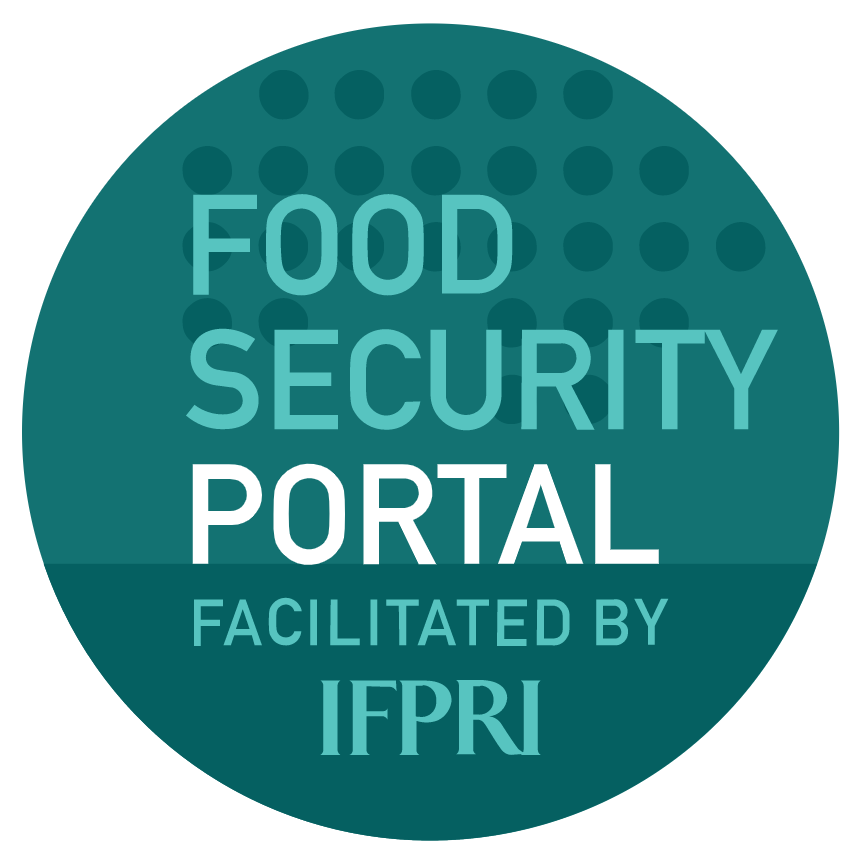 FOOD
SECURITY
PORTAL
FACILITATED BY
IFPRI